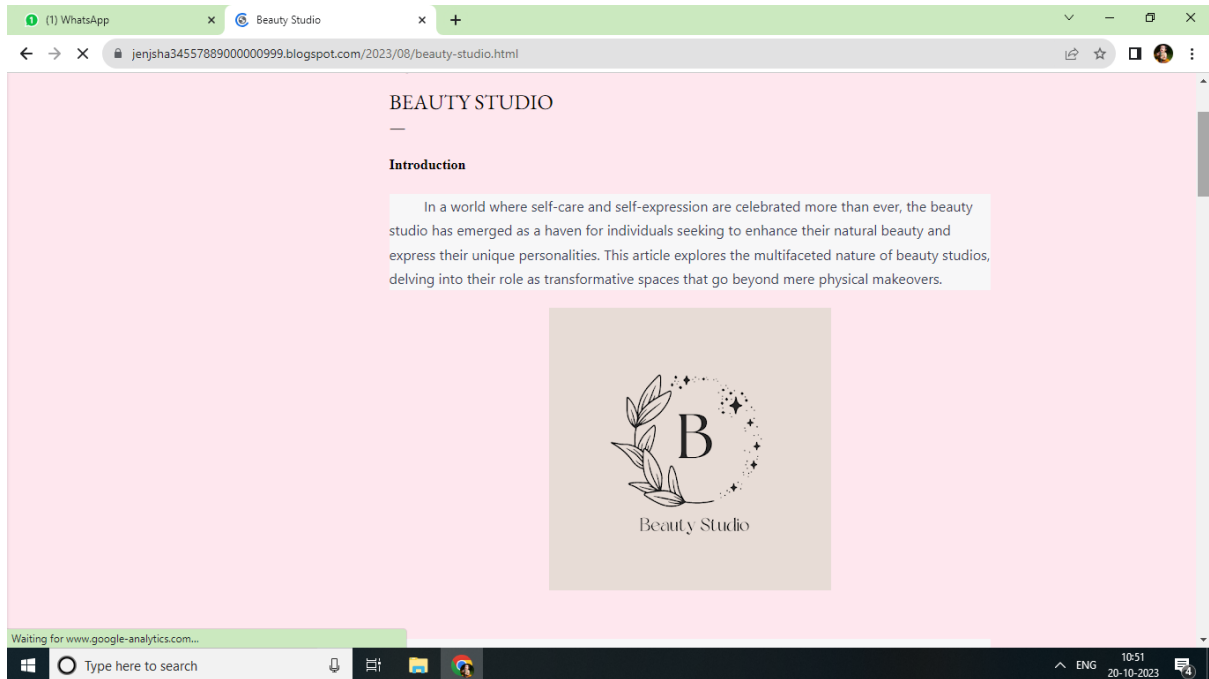 (1) WhatsApp
Beauty Studio
jenjsha34557889000000999.blogspot.com/2023/08/beauty-studio.html
BEAUTY STUDIO
Introduction
In a world where self-care and self-expression are celebrated more than ever, the beauty
studio has emerged as a haven for individuals seeking to enhance their natural beauty and
express their unique personalities. This article explores the multifaceted nature of beauty studios,
delving into their role as transformative spaces that go beyond mere physical makeovers.
B
Beauty Studio
Waiting for www.google-analytics.com...
Type here to search
ENG
10:51
20-10-2023
4